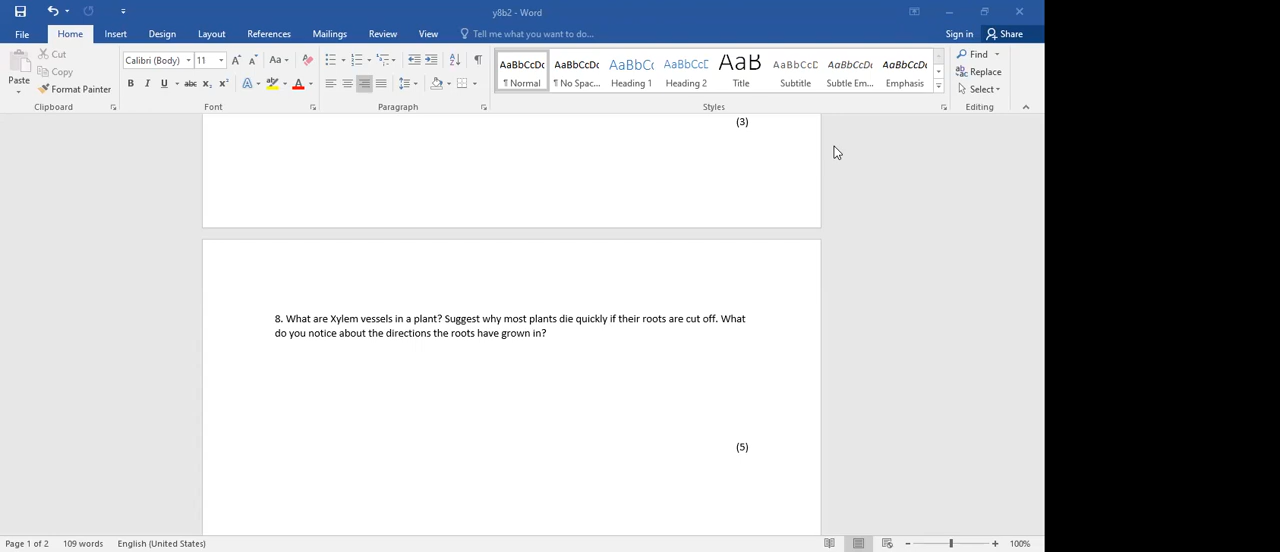 y8b2 - Word
File Home Insert Design Layout References Mailings Review View Tell me what you want to do... Sign in Share
Paste
Cut
Copy
Format Painter
Clipboard
Calibri (Body) 11
Font
Paragraph
AaBbCcDc AaBbCcDc AaBbCc AaBbCcD AaB AaBbCcD AaBbCcDc AaBbCcDc
¶ Normal ¶ No Spac... Heading 1 Heading 2 Title Subtitle Subtle Em... Emphasis
Styles
Find
Replace
Select
Editing
(3)
8. What are Xylem vessels in a plant? Suggest why most plants die quickly if their roots are cut off. What
do you notice about the directions the roots have grown in?
(5)
Page 1 of 2 109 words English (United States) 100%